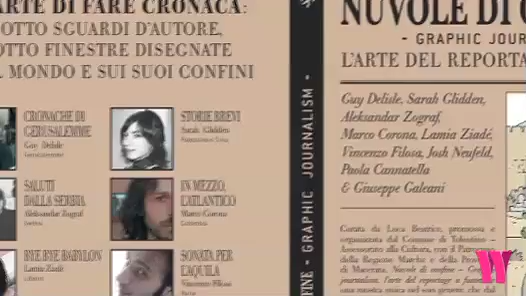 ARTE DI FARE CRONACA:
OTTO SGUARDI D'AUTORE,
OTTO FINESTRE DISEGNATE
L MONDO E SUI SUOI CONFINI
CRONACHE DI
GERUSALEMME
Guy Delisle
Gerusalemme
STORIE BREVI
Sarah Glidden
SALUTI
DALLA SERBIA
Aleksandar Zograf
IN MEZZO,
L'ATLANTICO
Marco Corona
BYE BYE BABYLON
Lamia Ziadé
SONATA PER
L'AQUILA
Vincenzo Filosa
FINE - GRAPHIC JOURNALISM -
NUVOLE DI
- GRAPHIC JOUR
L'ARTE DEL REPORTA
Guy Delisle, Sarah Glidden,
Aleksandar Zograf,
Marco Corona, Lamia Ziadé,
Vincenzo Filosa, Josh Neufeld,
Paola Cannatella
& Giuseppe Galeani
Curata da Luca Beatrice, promossa e
organizzata dal Comune di Tolentino -
Assessorato alla Cultura, con il Patrocinio
della Regione Marche e della Provincia
di Macerata, Nuvole di confine - Graphic
journalism, l'arte del reportage a fumetti